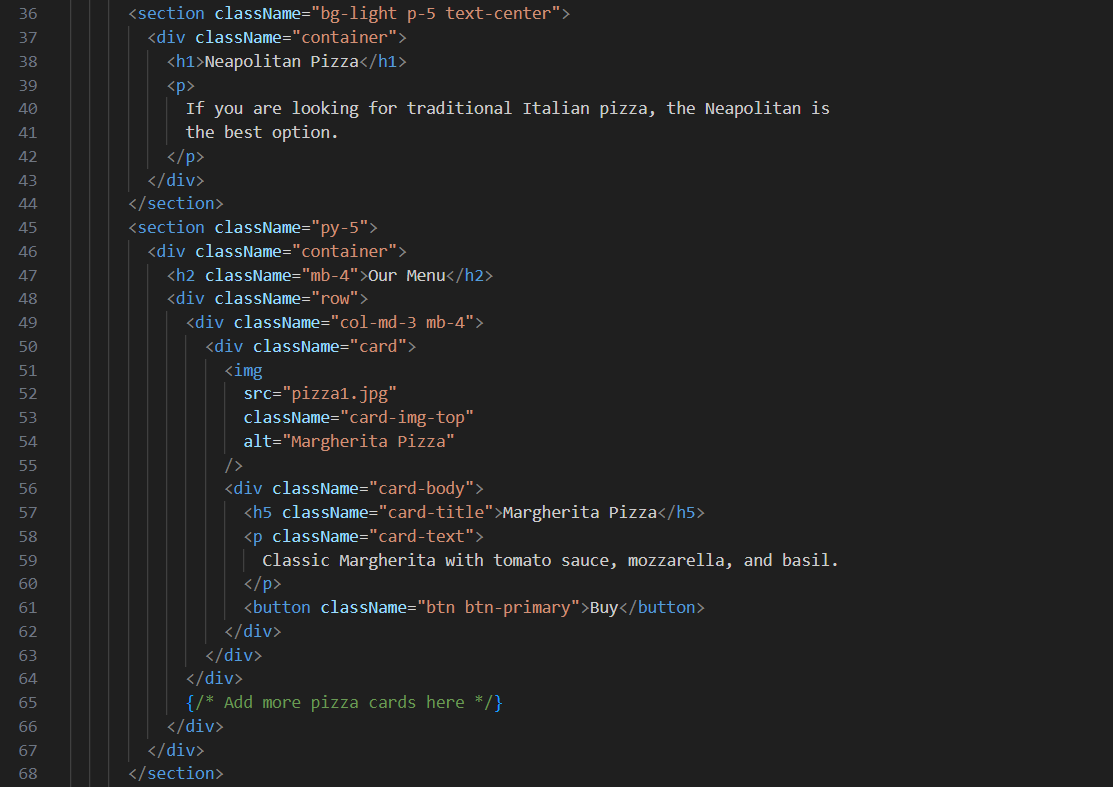 36 <section className="bg-light p-5 text-center">
37 <div className="container">
38 <h1>Neapolitan Pizza</h1>
39 <p>
40 If you are looking for traditional Italian pizza, the Neapolitan is
41 the best option.
42 </p>
43 </div>
44 </section>
45 <section className="py-5">
46 <div className="container">
47 <h2 className="mb-4">Our Menu</h2>
48 <div className="row">
49 <div className="col-md-3 mb-4">
50 <div className="card">
51 <img
52 src="pizza1.jpg"
53 className="card-img-top"
54 alt="Margherita Pizza"
55 />
56 <div className="card-body">
57 <h5 className="card-title">Margherita Pizza</h5>
58 <p className="card-text">
59 Classic Margherita with tomato sauce, mozzarella, and basil.
60 </p>
61 <button className="btn btn-primary">Buy</button>
62 </div>
63 </div>
64 </div>
65 {/* Add more pizza cards here */}
66 </div>
67 </div>
68 </section>